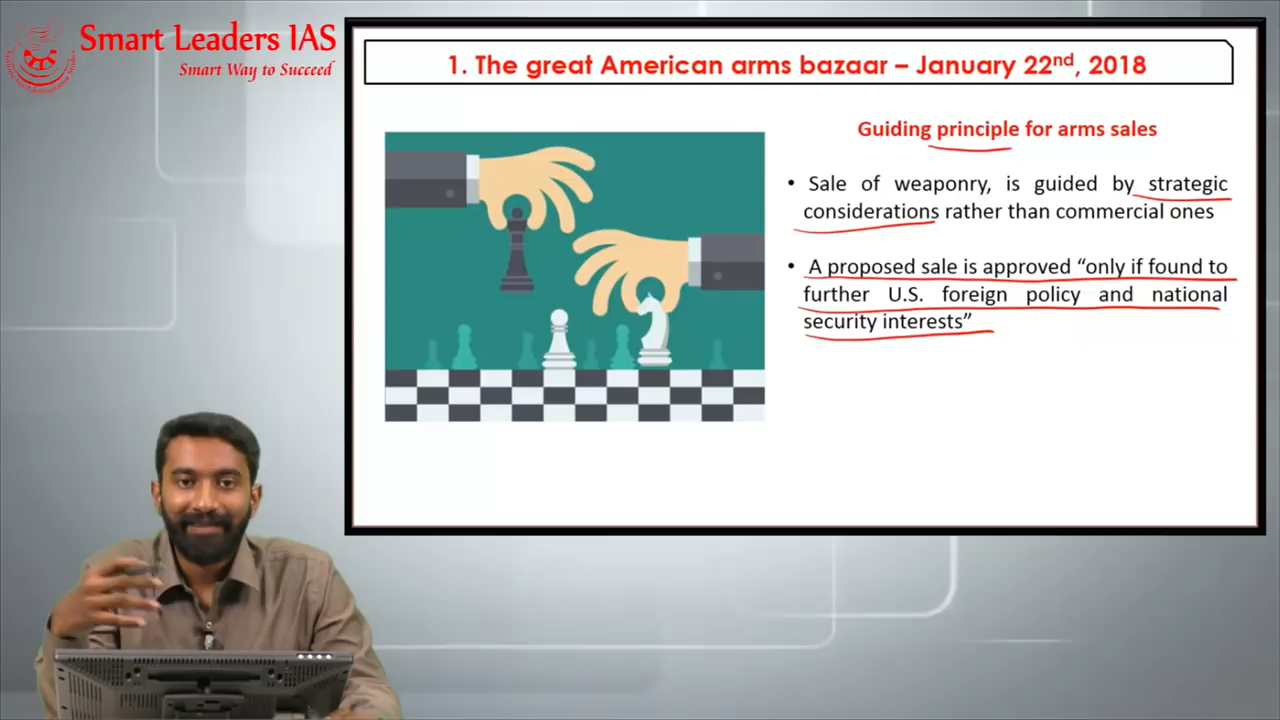 Smart Leaders IAS
Smart Way to Succeed
1. The great American arms bazaar – January 22nd, 2018
Guiding principle for arms sales
• Sale of weaponry, is guided by strategic
considerations rather than commercial ones
• A proposed sale is approved “only if found to
further U.S. foreign policy and national
security interests”